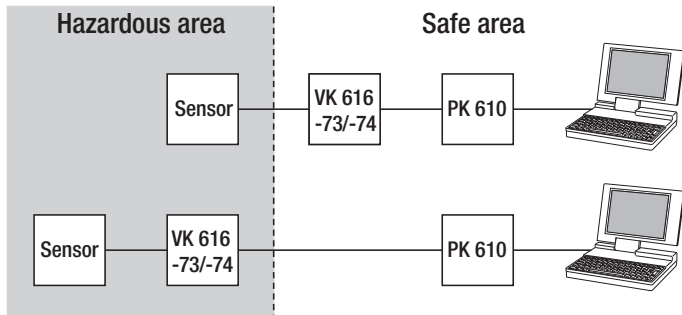 Hazardous area
Safe area
Sensor
VK 616
-73/-74
PK 610
Sensor
VK 616
-73/-74
PK 610